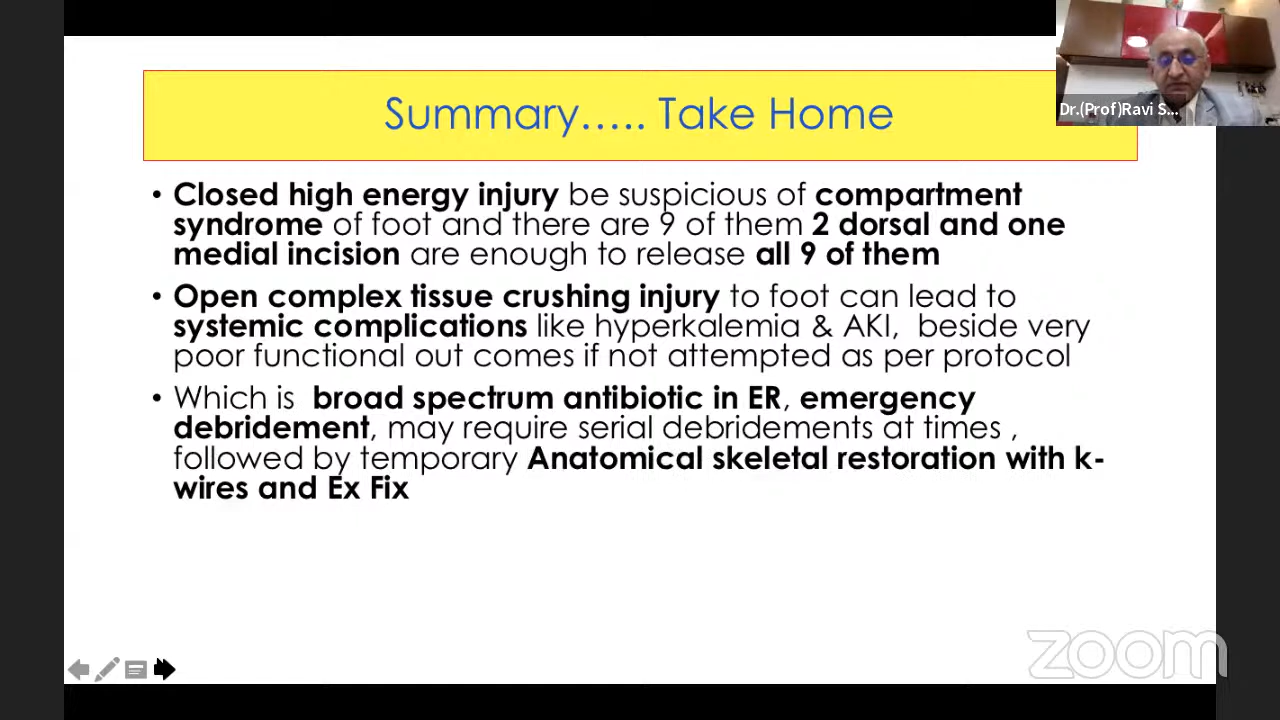 Summary….. Take Home
Dr.(Prof)Ravi S...
• Closed high energy injury be suspicious of compartment
syndrome of foot and there are 9 of them 2 dorsal and one
medial incision are enough to release all 9 of them
• Open complex tissue crushing injury to foot can lead to
systemic complications like hyperkalemia & AKI, beside very
poor functional out comes if not attempted as per protocol
• Which is broad spectrum antibiotic in ER, emergency
debridement, may require serial debridements at times ,
followed by temporary Anatomical skeletal restoration with k-
wires and Ex Fix
zoom